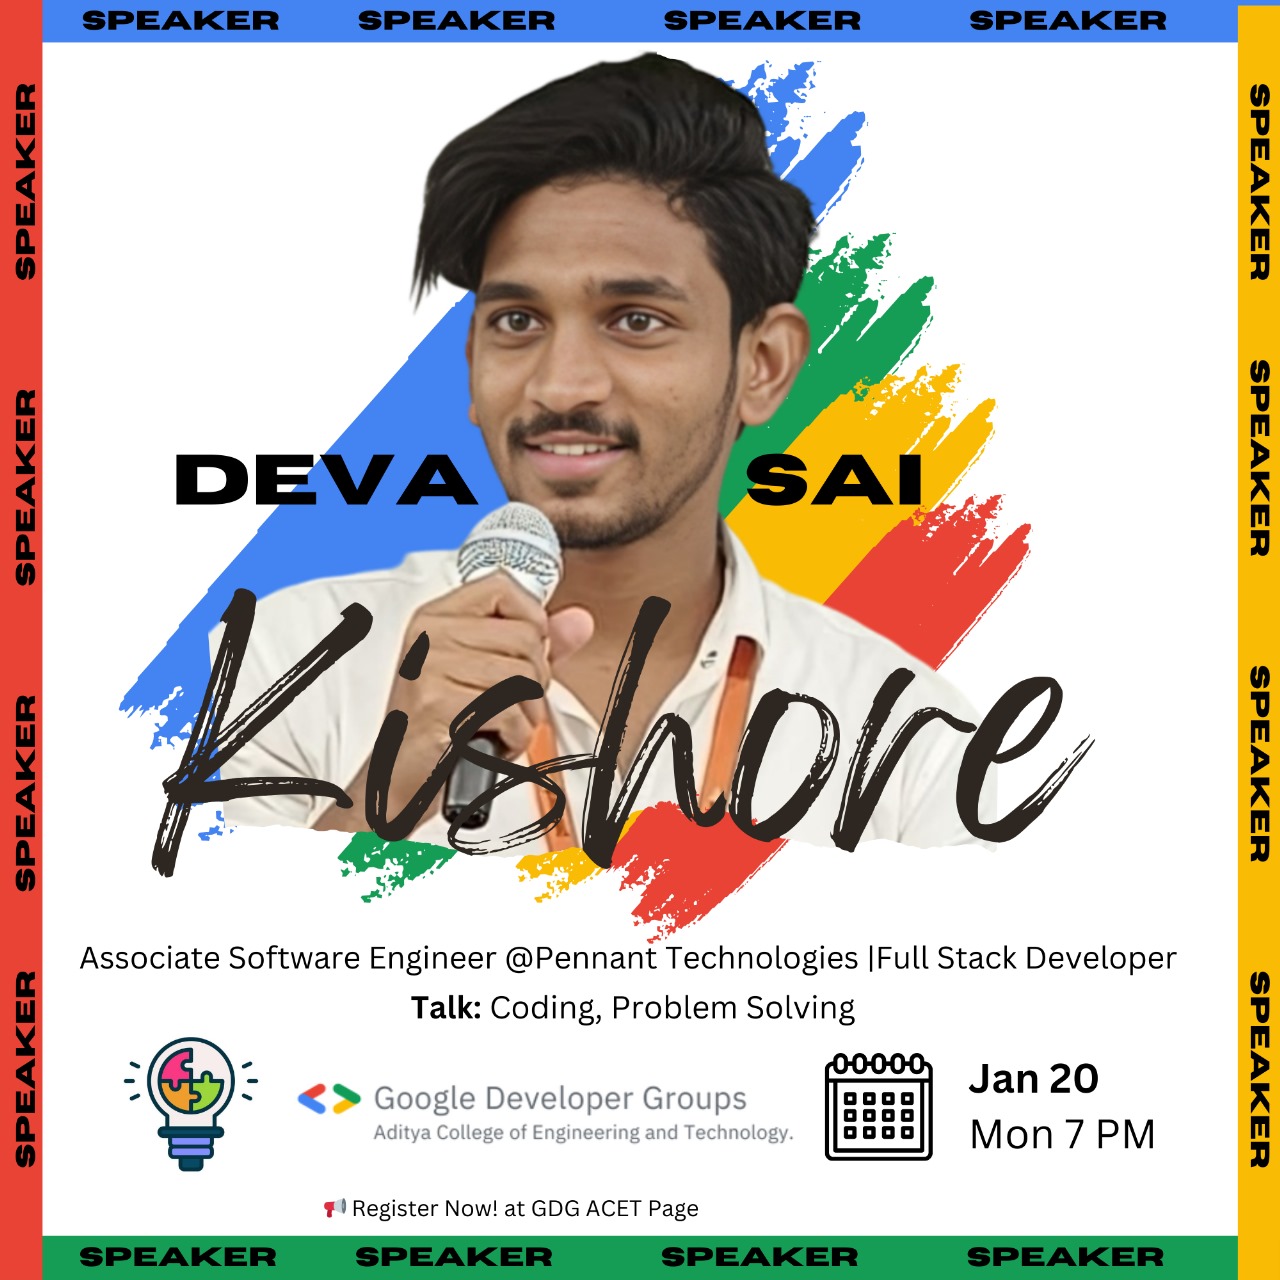 SPEAKER SPEAKER SPEAKER SPEAKER
SPEAKER
SPEAKER
SPEAKER
SPEAKER
SPEAKER
SPEAKER
SPEAKER
SPEAKER
DEVA SAI
Kishore
Associate Software Engineer @Pennant Technologies |Full Stack Developer
Talk: Coding, Problem Solving
Google Developer Groups
Aditya College of Engineering and Technology.
Jan 20
Mon 7 PM
Register Now! at GDG ACET Page
SPEAKER SPEAKER SPEAKER SPEAKER